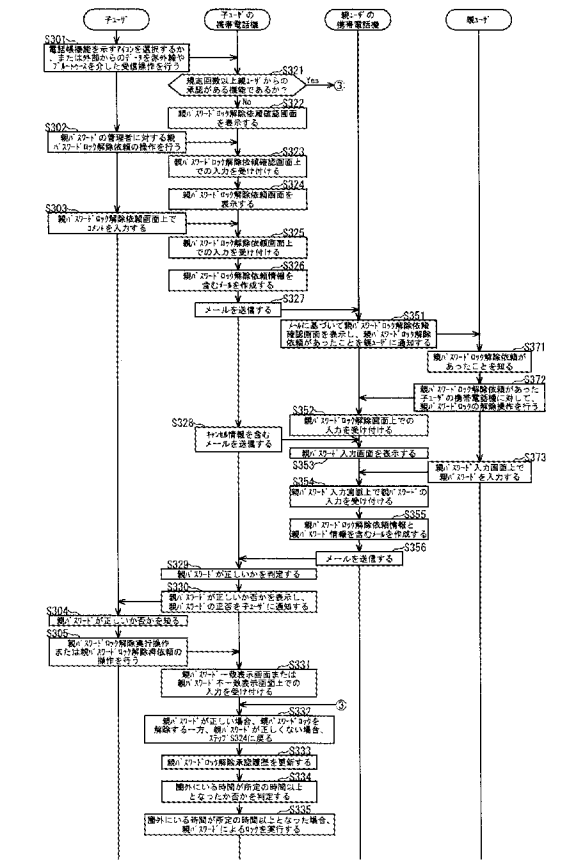 子ユーザ
子ユーザの
携帯電話機
親ユーザの
携帯電話機
親ユーザ
S301
電話帳機能を示すアイコンを選択するか、
または外部からのデータを赤外線や
ブルートゥースを介した受信操作を行う
S321
規定回数以上親ユーザからの
承認がある機能であるか?
Yes
③
No
S322
親パスワードロック解除依頼確認画面
を表示する
S302
親パスワードの管理者に対する親
パスワードロック解除依頼の操作を行う
S323
親パスワードロック解除依頼確認画面上
での入力を受け付ける
S324
親パスワードロック解除依頼画面を
表示する
S303
親パスワードロック解除依頼画面上で
コメントを入力する
S325
親パスワードロック解除依頼画面上
での入力を受け付ける
S326
親パスワードロック解除依頼情報を
含むメールを作成する
S327
メールを送信する
S351
メールに基づいて親パスワードロック解除依頼
確認画面を表示し、親パスワードロック解除
依頼があったことを親ユーザに通知する
S371
親パスワードロック解除依頼が
あったことを知る
S372
親パスワードロック解除依頼があった
子ユーザの携帯電話機に対して、
親パスワードロックの解除操作を行う
S352
親パスワードロック解除画面上での
入力を受け付ける
S328
キャンセル情報を含む
メールを送信する
親パスワード入力画面を表示する
S353
S373
親パスワード入力画面上で
親パスワードを入力する
S354
親パスワード入力画面上で親パスワードの
入力を受け付ける
S355
親パスワードロック解除依頼情報と
親パスワード情報を含むメールを作成する
S356
メールを送信する
S329
親パスワードが正しいかを判定する
S330
親パスワードが正しいか否かを表示し、
親パスワードの正否を子ユーザに通知する
S304
親パスワードが正しいか否かを知る
S305
親パスワードロック解除実行操作
または親パスワードロック解除再依頼の
操作を行う
S331
親パスワード一致表示画面または
親パスワード不一致表示画面上での
入力を受け付ける
③
S332
親パスワードが正しい場合、親パスワードロックを
解除する一方、親パスワードが正しくない場合、
ステップS324に戻る
S333
親パスワードロック解除承認履歴を更新する
S334
圏外にいる時間が所定の時間以上
となったか否かを判定する
S335
圏外にいる時間が所定の時間以上となった場合、
親パスワードによるロックを実行する